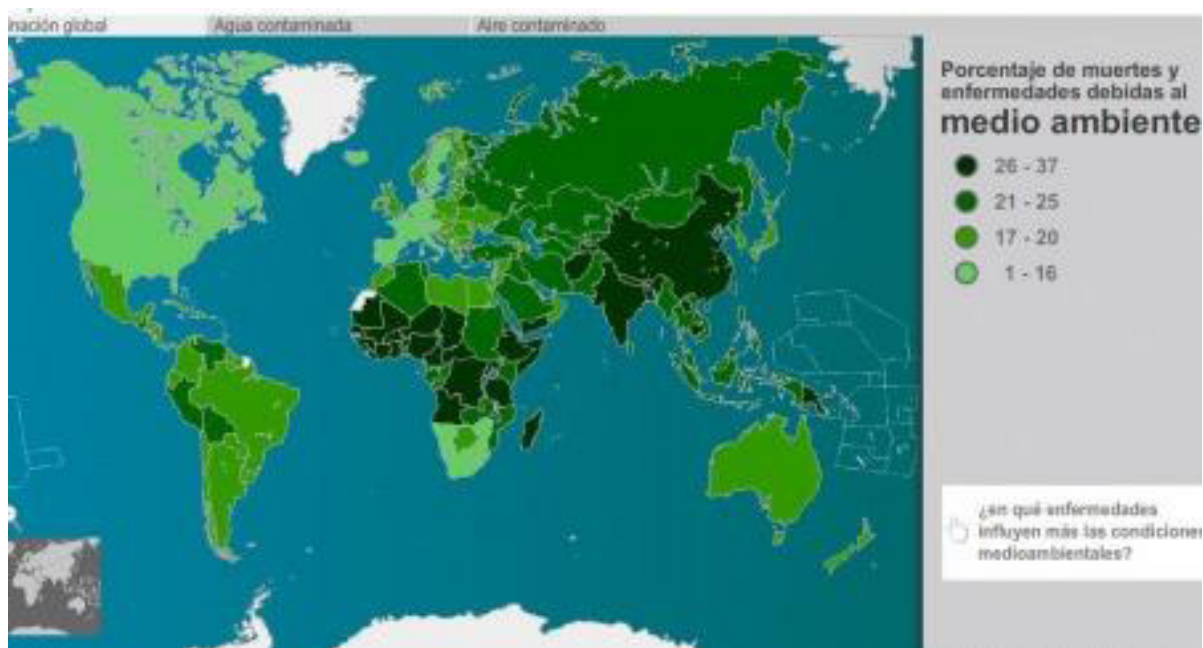 inación global
Agua contaminada
Aire contaminado
Porcentaje de muertes y
enfermedades debidas al
medio ambiente
26 - 37
21 - 25
17 - 20
1 - 16
¿en qué enfermedades
influyen más las condiciones
medioambientales?